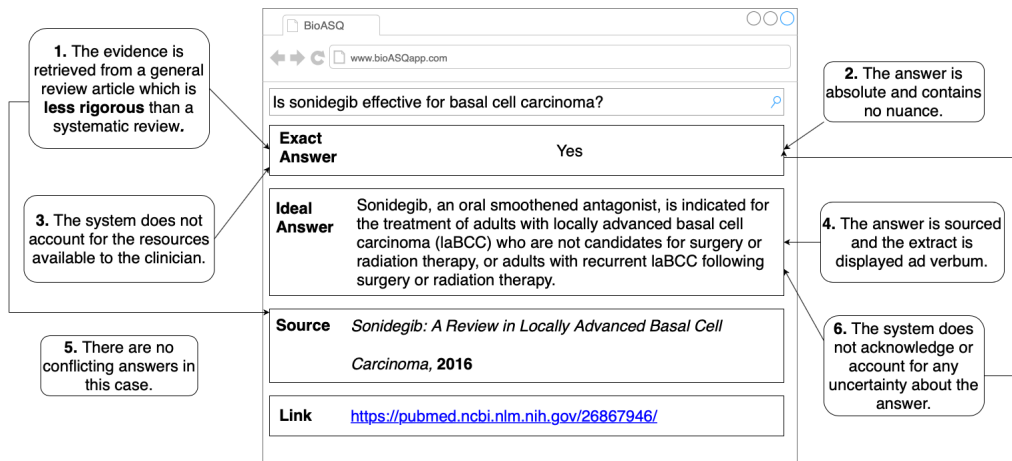 BioASQ
www.bioASQapp.com
1. The evidence is
retrieved from a general
review article which is
less rigorous than a
systematic review.
2. The answer is
absolute and contains
no nuance.
Is sonidegib effective for basal cell carcinoma?
Exact
Answer
Yes
3. The system does not
account for the resources
available to the clinician.
Ideal
Answer
Sonidegib, an oral smoothened antagonist, is indicated for
the treatment of adults with locally advanced basal cell
carcinoma (laBCC) who are not candidates for surgery or
radiation therapy, or adults with recurrent laBCC following
surgery or radiation therapy.
4. The answer is sourced
and the extract is
displayed ad verbum.
5. There are no
conflicting answers in
this case.
Source
Sonidegib: A Review in Locally Advanced Basal Cell
Carcinoma, 2016
6. The system does
not acknowledge or
account for any
uncertainty about the
answer.
Link
https://pubmed.ncbi.nlm.nih.gov/26867946/